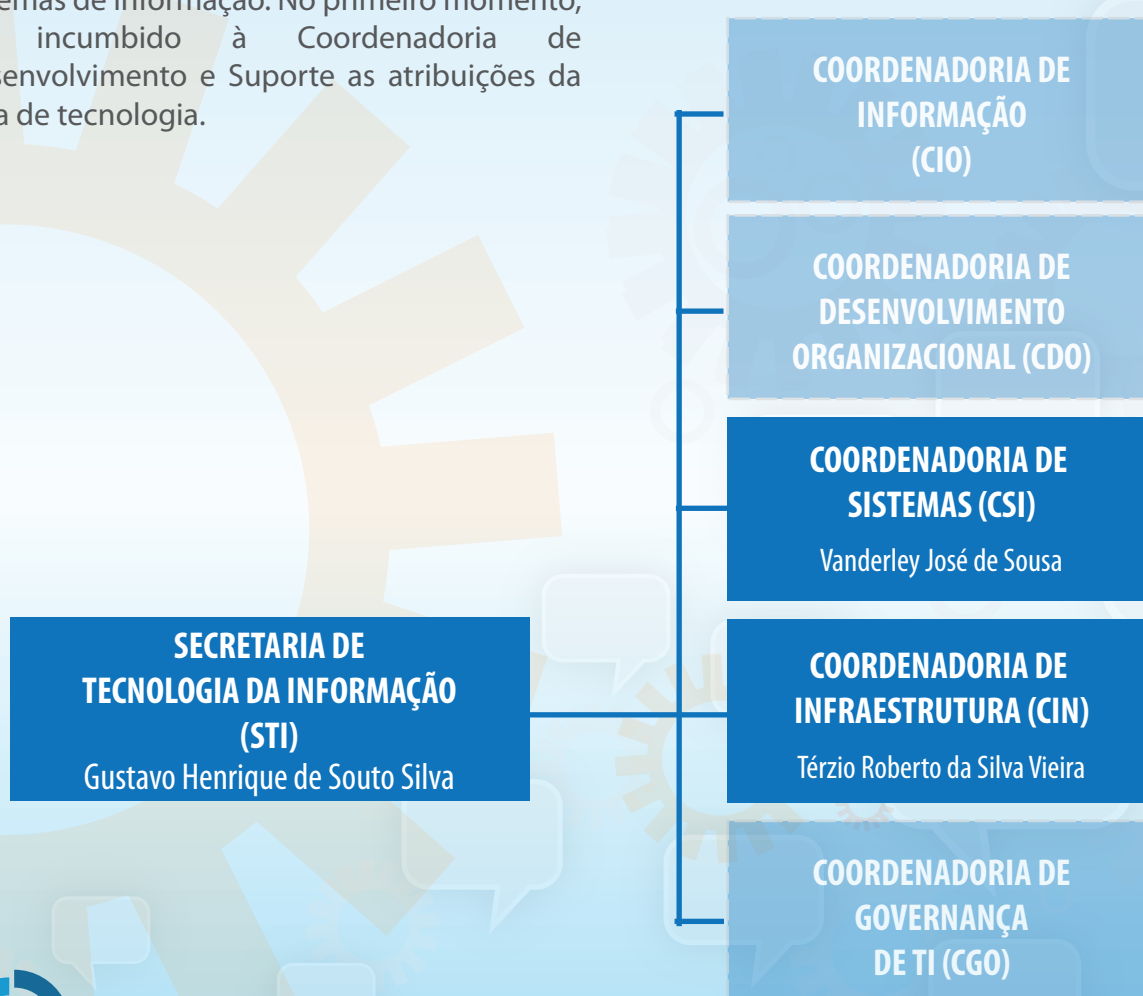 de informação. No primeiro momento,
incumbido à Coordenadoria de
e Suporte as atribuições da
de tecnologia.
COORDENADORIA DE
INFORMAÇÃO
(CIO)
COORDENADORIA DE
DESENVOLVIMENTO
ORGANIZACIONAL (CDO)
COORDENADORIA DE
SISTEMAS (CSI)
Vanderley José de Sousa
SECRETARIA DE
TECNOLOGIA DA INFORMAÇÃO
(STI)
Gustavo Henrique de Souto Silva
COORDENADORIA DE
INFRAESTRUTURA (CIN)
Térzio Roberto da Silva Vieira
COORDENADORIA DE
GOVERNANÇA
DE TI (CGO)